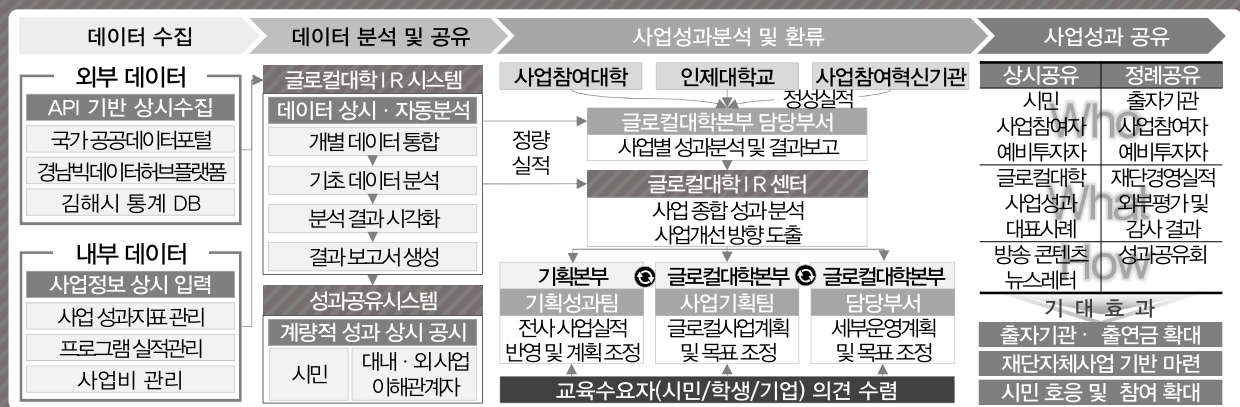 데이터 수집
데이터 분석 및 공유
사업성과분석 및 환류
사업성과 공유
외부 데이터
API 기반 상시수집
국가 공공데이터포털
경남빅데이터허브플랫폼
김해시 통계 DB
내부 데이터
사업정보 상시 입력
사업 성과지표 관리
프로그램 실적관리
사업비 관리
글로컬대학 I R 시스템
데이터 상시 · 자동분석
개별 데이터 통합
기초 데이터 분석
분석 결과 시각화
결과 보고서 생성
성과공유시스템
계량적 성과 상시 공시
시민
대내 · 외 사업
이해관계자
정량
실적
사업참여대학
인제대학교
사업참여혁신기관
정성실적
글로컬대학본부 담당부서
사업별 성과분석 및 결과보고
글로컬대학 I R 센터
사업 종합 성과 분석
사업개선 방향 도출
기획본부
기획성과팀
전사 사업실적
반영 및 계획 조정
글로컬대학본부
사업기획팀
글로컬사업계획
및 목표 조정
글로컬대학본부
담당부서
세부운영계획
및 목표 조정
교육수요자(시민/학생/기업) 의견 수렴
상시공유
정례공유
Who
시민
사업참여자
예비투자자
출자기관
사업참여자
예비투자자
What
글로컬대학
사업성과
대표사례
재단경영실적
외부평가 및
감사 결과
How
방송 콘텐츠
뉴스레터
성과공유회
기 대 효 과
출자기관 · 출연금 확대
재단자체사업 기반 마련
시민 호응 및 참여 확대